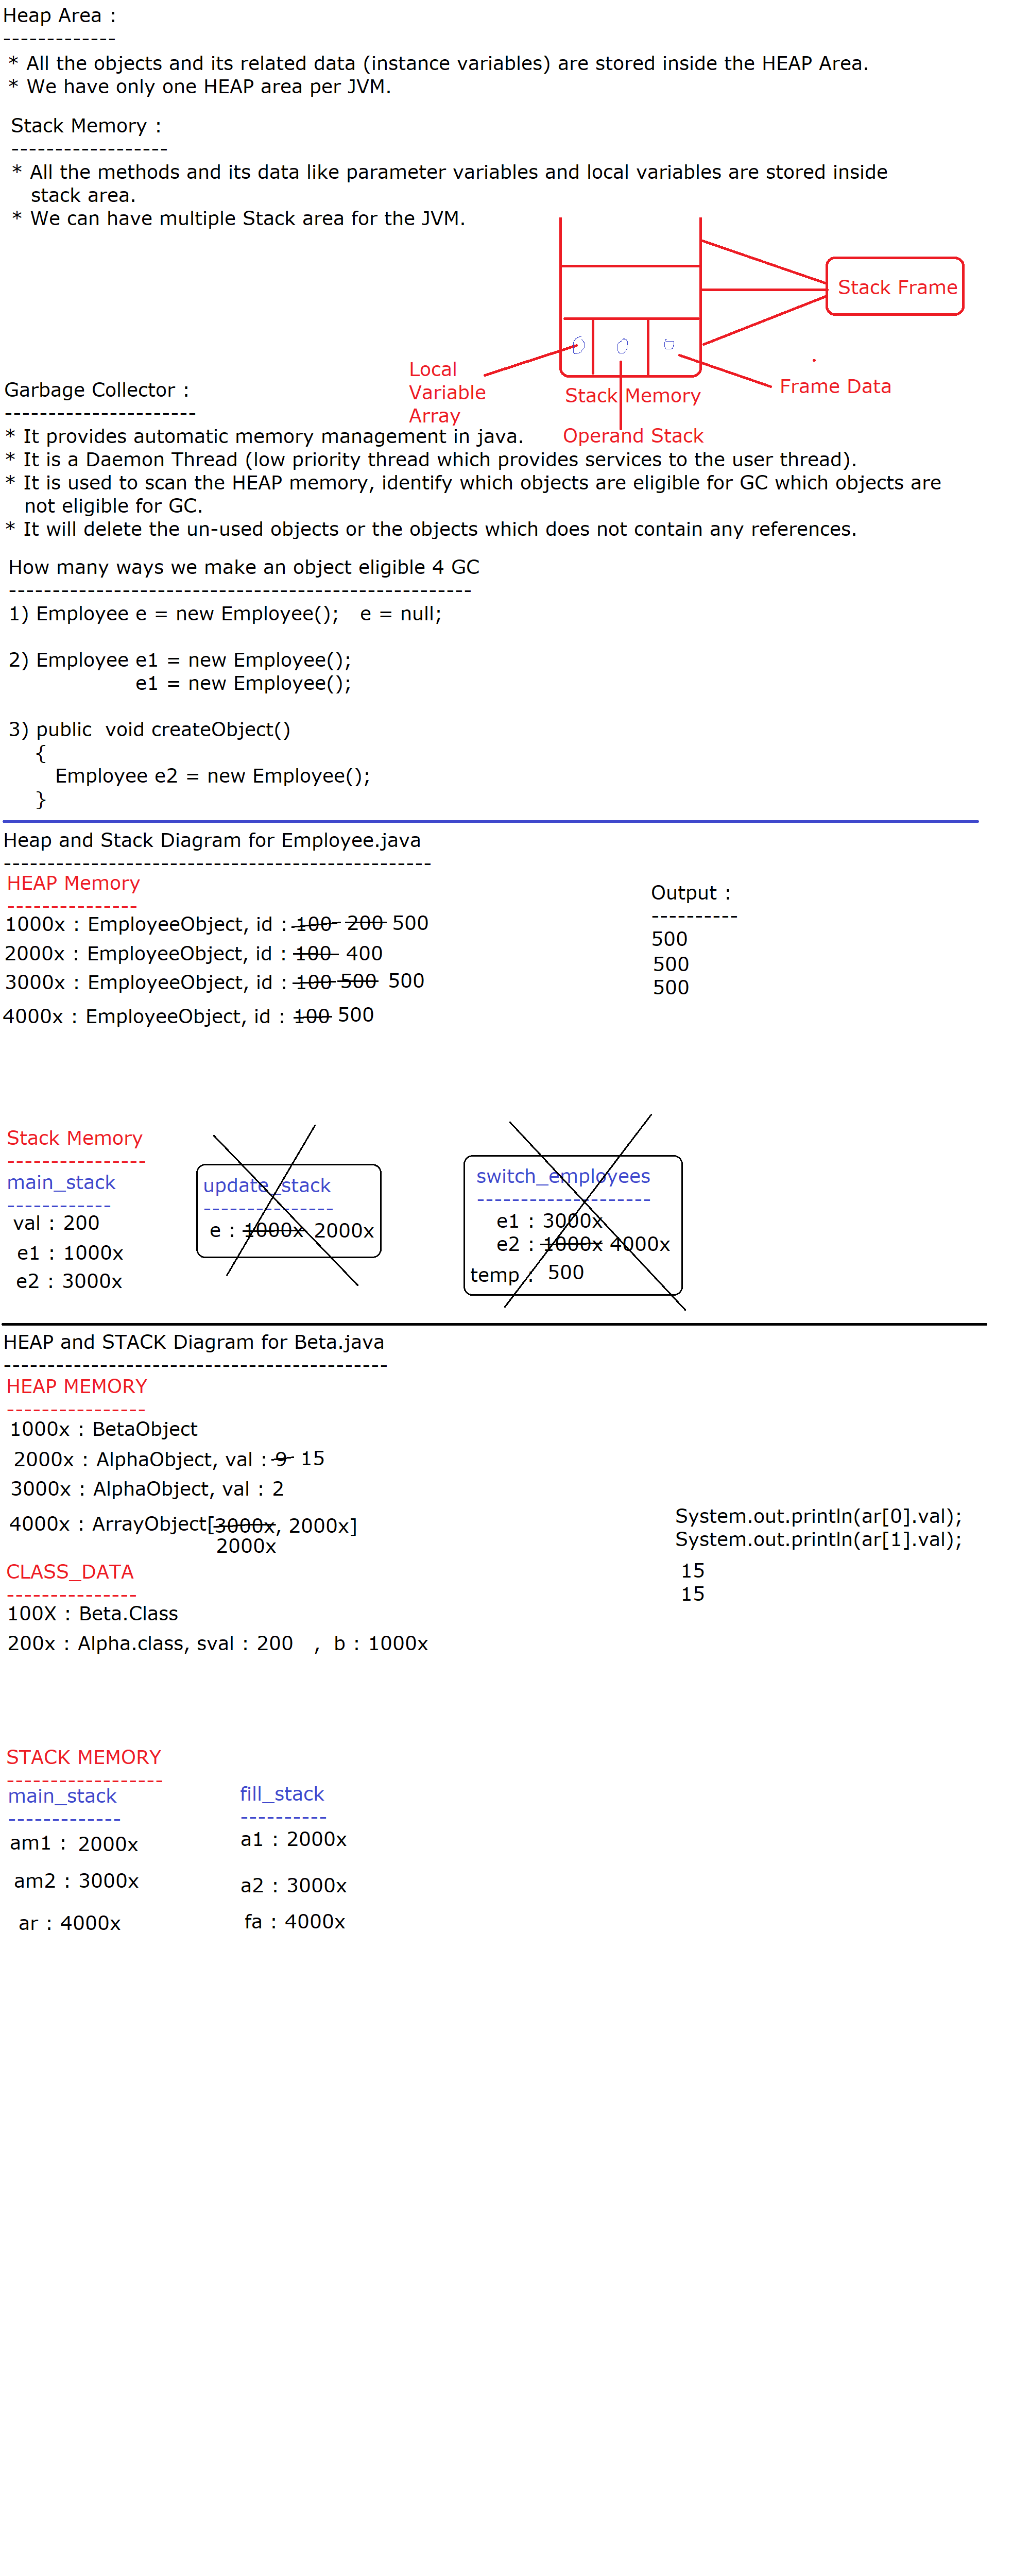 Heap Area :
-------------
* All the objects and its related data (instance variables) are stored inside the HEAP Area.
* We have only one HEAP area per JVM.
Stack Memory :
------------------
* All the methods and its data like parameter variables and local variables are stored inside
stack area.
* We can have multiple Stack area for the JVM.
Stack Frame
Local
Variable
Array
Stack Memory
Frame Data
Operand Stack
Garbage Collector :
----------------------
* It provides automatic memory management in java.
* It is a Daemon Thread (low priority thread which provides services to the user thread).
* It is used to scan the HEAP memory, identify which objects are eligible for GC which objects are
not eligible for GC.
* It will delete the un-used objects or the objects which does not contain any references.
How many ways we make an object eligible 4 GC
-----------------------------------------------------
1) Employee e = new Employee();   e = null;
2) Employee e1 = new Employee();
e1 = new Employee();
3) public  void createObject()
{
Employee e2 = new Employee();
}
Heap and Stack Diagram for Employee.java
-------------------------------------------------
HEAP Memory
---------------
1000x : EmployeeObject, id : 100 200 500
2000x : EmployeeObject, id : 100 400
3000x : EmployeeObject, id : 100 500 500
4000x : EmployeeObject, id : 100 500
Output :
----------
500
500
500
Stack Memory
----------------
main_stack
------------
val : 200
e1 : 1000x
e2 : 3000x
update_stack
---------------
e : 1000x 2000x
switch_employees
--------------------
e1 : 3000x
e2 : 1000x 4000x
temp : 500
HEAP and STACK Diagram for Beta.java
--------------------------------------------
HEAP MEMORY
----------------
1000x : BetaObject
2000x : AlphaObject, val : 9 15
3000x : AlphaObject, val : 2
4000x : ArrayObject[3000x, 2000x]
2000x
System.out.println(ar[0].val);
System.out.println(ar[1].val);
15
15
CLASS_DATA
---------------
100X : Beta.Class
200x : Alpha.class, sval : 200   ,  b : 1000x
STACK MEMORY
------------------
main_stack
-------------
am1 : 2000x
am2 : 3000x
ar : 4000x
fill_stack
----------
a1 : 2000x
a2 : 3000x
fa : 4000x